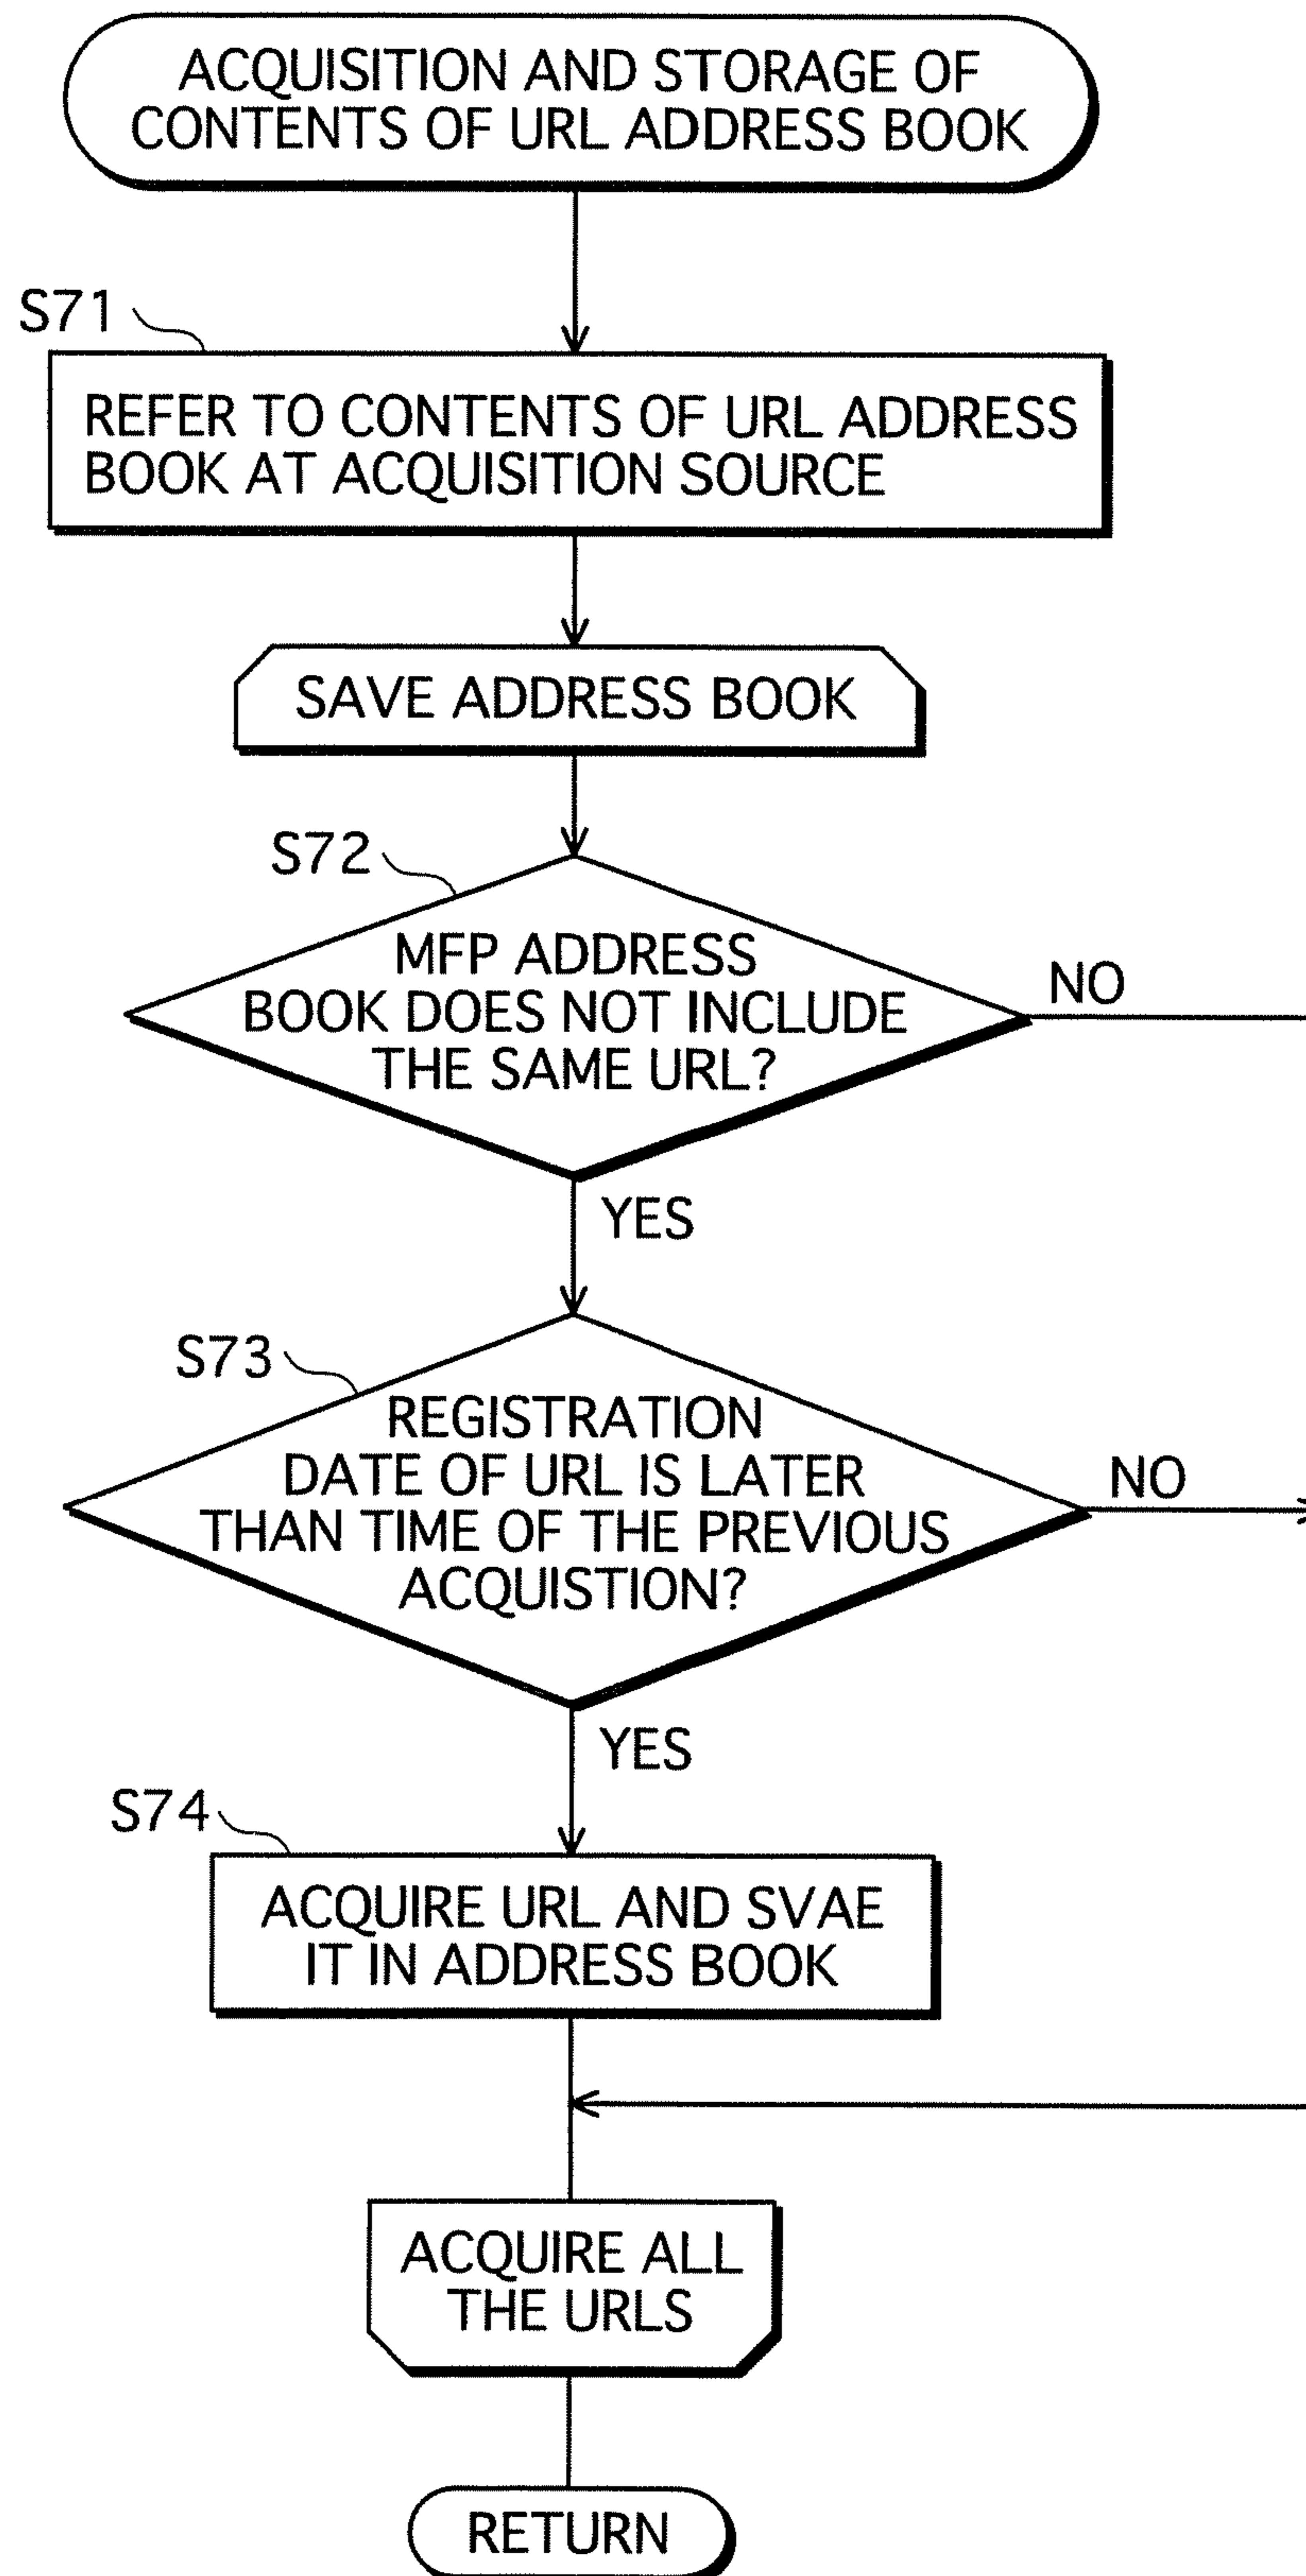 ACQUISITION AND STORAGE OF
CONTENTS OF URL ADDRESS BOOK
S71
REFER TO CONTENTS OF URL ADDRESS
BOOK AT ACQUISITION SOURCE
SAVE ADDRESS BOOK
S72
MFP ADDRESS
BOOK DOES NOT INCLUDE
THE SAME URL?
NO
YES
S73
REGISTRATION
DATE OF URL IS LATER
THAN TIME OF THE PREVIOUS
ACQUISTION?
NO
YES
S74
ACQUIRE URL AND SVAE
IT IN ADDRESS BOOK
ACQUIRE ALL
THE URLS
RETURN